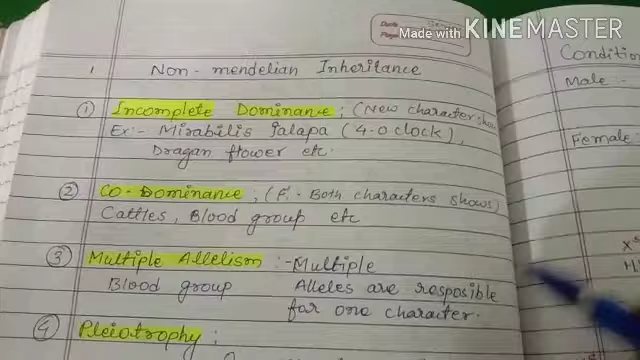 Made with KINEMASTER
Non-mendelian Inheritance
① Incomplete Dominance ; (New character show
Ex:- Mirabilis jalapa (4-0 clock),
Dragan flower etc.
② CO-Dominance ; (F₁- Both characters shows)
Cattles, Blood group etc
③ Multiple Allelism :- Multiple
Blood group Alleles are resposible
for one character.
④ Pleiotrophy :
Condition
Male -
Female